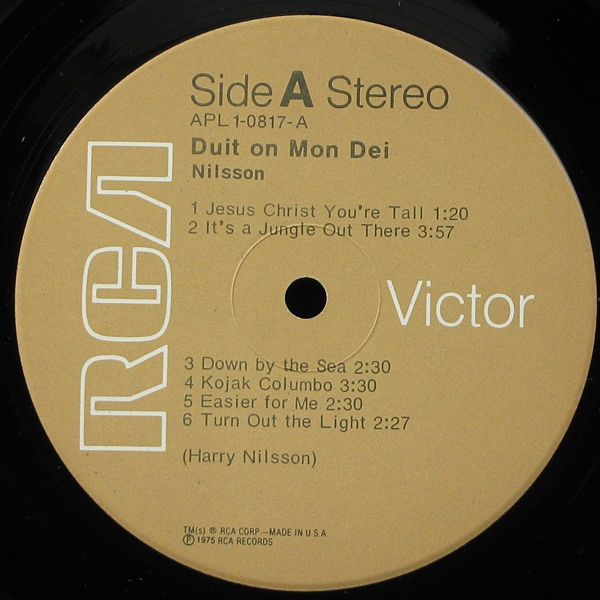 Side A Stereo
APL1-0817-A
Duit on Mon Dei
Nilsson
1 Jesus Christ You're Tall 1:20
2 It's a Jungle Out There 3:57
RCA
Victor
3 Down by the Sea 2:30
4 Kojak Columbo 3:30
5 Easier for Me 2:30
6 Turn Out the Light 2:27
(Harry Nilsson)
TM(s) ® RCA CORP.—MADE IN U.S.A.
Ⓟ 1975 RCA RECORDS